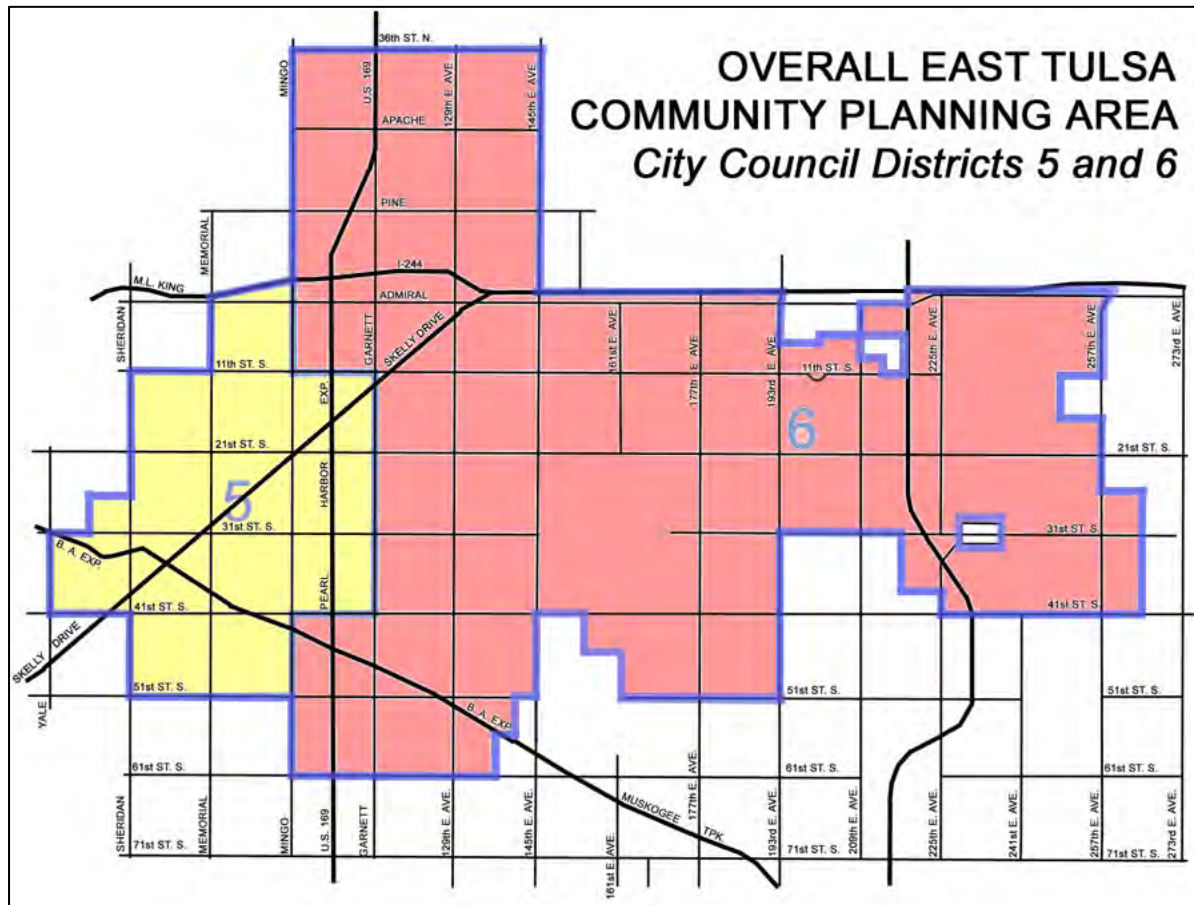 36th ST. N.
OVERALL EAST TULSA
COMMUNITY PLANNING AREA
City Council Districts 5 and 6
MINGO
U.S. 169
129th E. AVE
145th E. AVE.
APACHE
PINE
MEMORIAL
I-244
M.L. KING
ADMIRAL
SHERIDAN
GARNETT
SKELLY DRIVE
161st E. AVE.
177th E. AVE.
193rd E. AVE.
225th E. AVE.
257th E. AVE.
273rd E. AVE.
11th ST. S.
EXP.
11th ST. S.
6
21st ST. S.
21st ST. S.
HARBOR
5
31st ST. S.
31st ST. S.
B. A. EXP.
PEARL
41st ST. S.
41st ST. S.
SKELLY DRIVE
51st ST. S.
51st ST. S.
51st ST. S.
YALE
B. A. EXP.
61st ST. S.
61st ST. S.
61st ST. S.
SHERIDAN
MEMORIAL
MINGO
U.S. 169
GARNETT
129th E. AVE.
145th E. AVE.
161st E. AVE.
MUSKOGEE TPK
177th E. AVE.
193rd E. AVE.
209th E. AVE.
225th E. AVE.
241st E. AVE.
257th E. AVE.
273rd E. AVE.
71st ST. S.
71st ST. S.
71st ST. S.